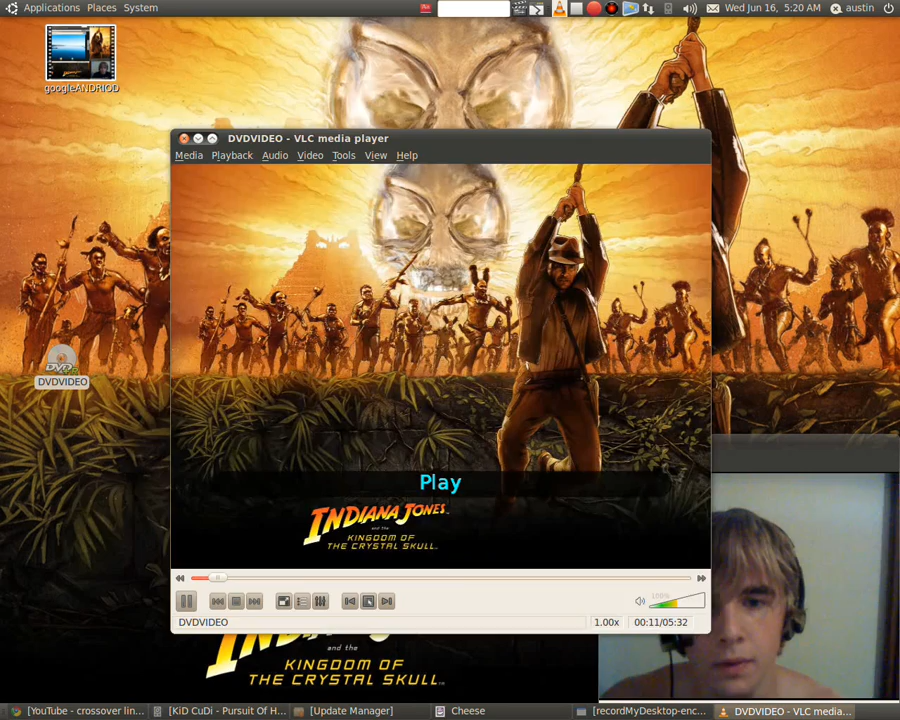 Applications Places System
Wed Jun 16, 5:20 AM austin
googleANDRIOD
DVDVIDEO - VLC media player
Media Playback Audio Video Tools View Help
DVD
DVDVIDEO
Play
INDIANA JONES
and the
KINGDOM OF
THE CRYSTAL SKULL
100%
DVDVIDEO 1.00x 00:11/05:32
and the
KINGDOM OF
THE CRYSTAL SKULL
[YouTube - crossover lin... [KiD CuDi - Pursuit Of H... [Update Manager] Cheese [recordMyDesktop-enc... DVDVIDEO - VLC media...